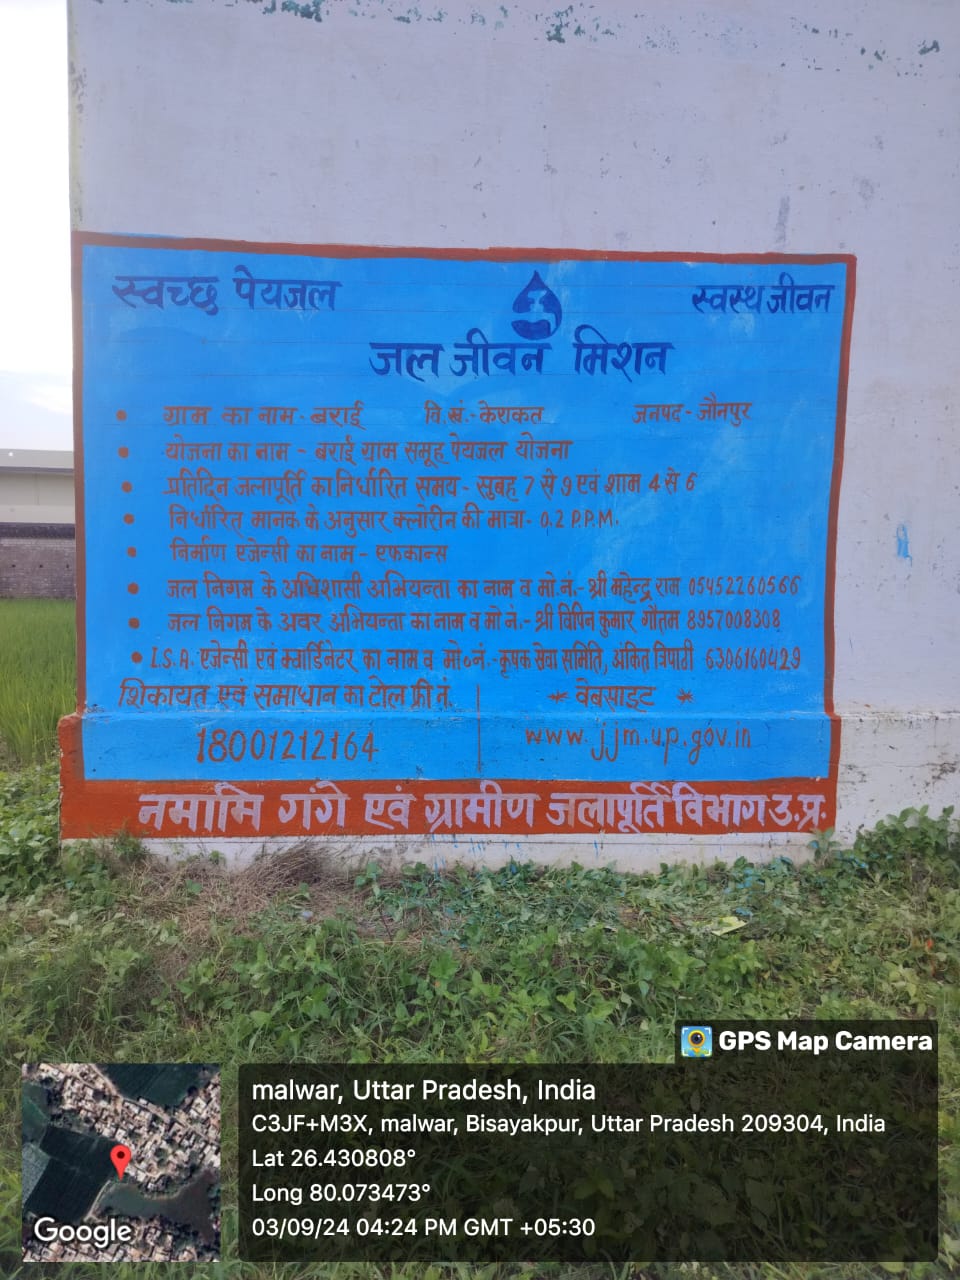 स्वच्छ पेयजल स्वस्थ जीवन
जल जीवन मिशन
• ग्राम का नाम- बराई वि.खं.- केराकत जनपद- जौनपुर
• योजना का नाम - बराई ग्राम समूह पेयजल योजना
• प्रतिदिन जलापूर्ति का निर्धारित समय- सुबह 7 से 9 एवं शाम 4 से 6
• निर्धारित मानक के अनुसार क्लोरीन की मात्रा- 0.2 P.P.M.
• निर्माण एजेन्सी का नाम - एफकान्स
• जल निगम के अधिशासी अभियन्ता का नाम व मो.नं.- श्री महेन्द्र राम 05452260566
• जल निगम के अवर अभियन्ता का नाम व मो नं.- श्री विपिन कुमार गौतम 8957008308
• I.S.A. एजेन्सी एवं क्वार्डिनेटर का नाम व मो०नं.- कृषक सेवा समिति, अंकित त्रिपाठी 6306160429
शिकायत एवं समाधान का टोल फ्री नं. * वेबसाइट *
18001212164 www.jjm.up.gov.in
नमामि गंगे एवं ग्रामीण जलापूर्ति विभाग उ.प्र.
GPS Map Camera
malwar, Uttar Pradesh, India
C3JF+M3X, malwar, Bisayakpur, Uttar Pradesh 209304, India
Lat 26.430808°
Long 80.073473°
03/09/24 04:24 PM GMT +05:30
Google